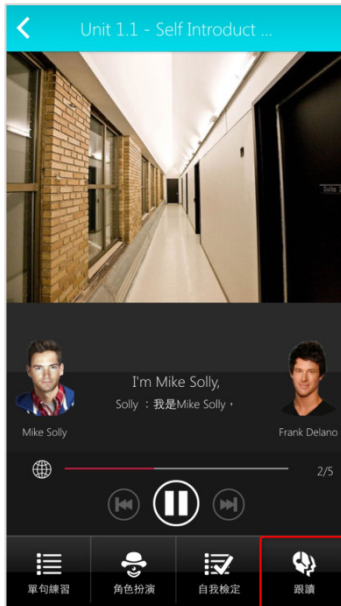 Unit 1.1 - Self Introduct ...
Suite
I'm Mike Solly,
Solly ：我是Mike Solly，
Mike Solly
Frank Delano
2/5
單句練習
角色扮演
自我檢定
跟讀